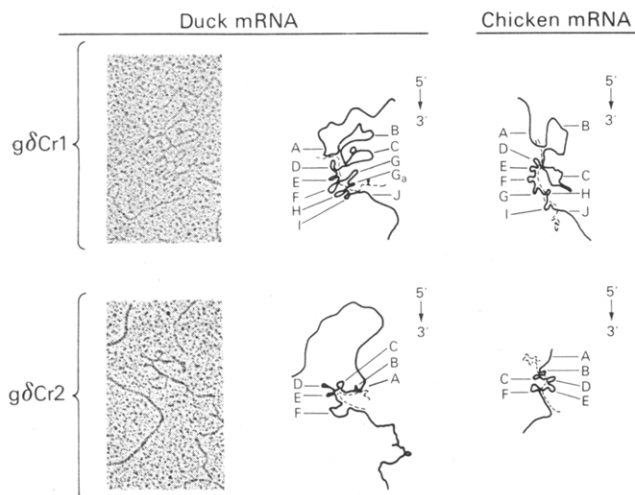 Duck mRNA
Chicken mRNA
gδCr1
5'
3'
A
B
C
D
G
E
Ga
F
J
H
I
5'
3'
A
B
D
E
F
C
G
H
I
J
gδCr2
5'
3'
C
B
D
A
E
F
5'
3'
A
B
C
D
F
E